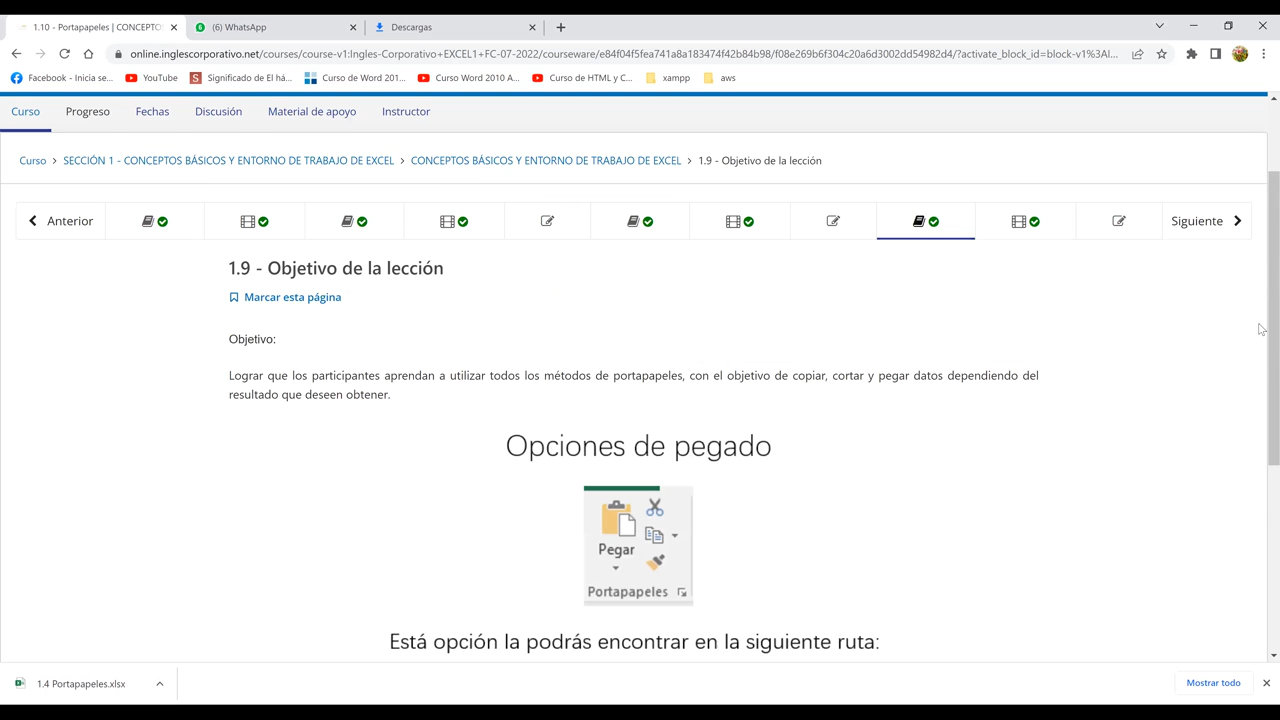 1.10 - Portapapeles | CONCEPTO
(6) WhatsApp
Descargas
online.inglescorporativo.net/courses/course-v1:Ingles-Corporativo+EXCEL1+FC-07-2022/courseware/e84f04f5fea741a8a183474f42b84b98/f08e269b6f304c20a6d3002dd54982d4/?activate_block_id=block-v1%3AI...
Facebook - Inicia se...
YouTube
Significado de El há...
Curso de Word 201...
Curso Word 2010 A...
Curso de HTML y C...
xampp
aws
Curso
Progreso
Fechas
Discusión
Material de apoyo
Instructor
Curso > SECCIÓN 1 - CONCEPTOS BÁSICOS Y ENTORNO DE TRABAJO DE EXCEL > CONCEPTOS BÁSICOS Y ENTORNO DE TRABAJO DE EXCEL > 1.9 - Objetivo de la lección
Anterior
Siguiente
1.9 - Objetivo de la lección
Marcar esta página
Objetivo:
Lograr que los participantes aprendan a utilizar todos los métodos de portapapeles, con el objetivo de copiar, cortar y pegar datos dependiendo del
resultado que deseen obtener.
Opciones de pegado
Pegar
Portapapeles
Está opción la podrás encontrar en la siguiente ruta:
1.4 Portapapeles.xlsx
Mostrar todo